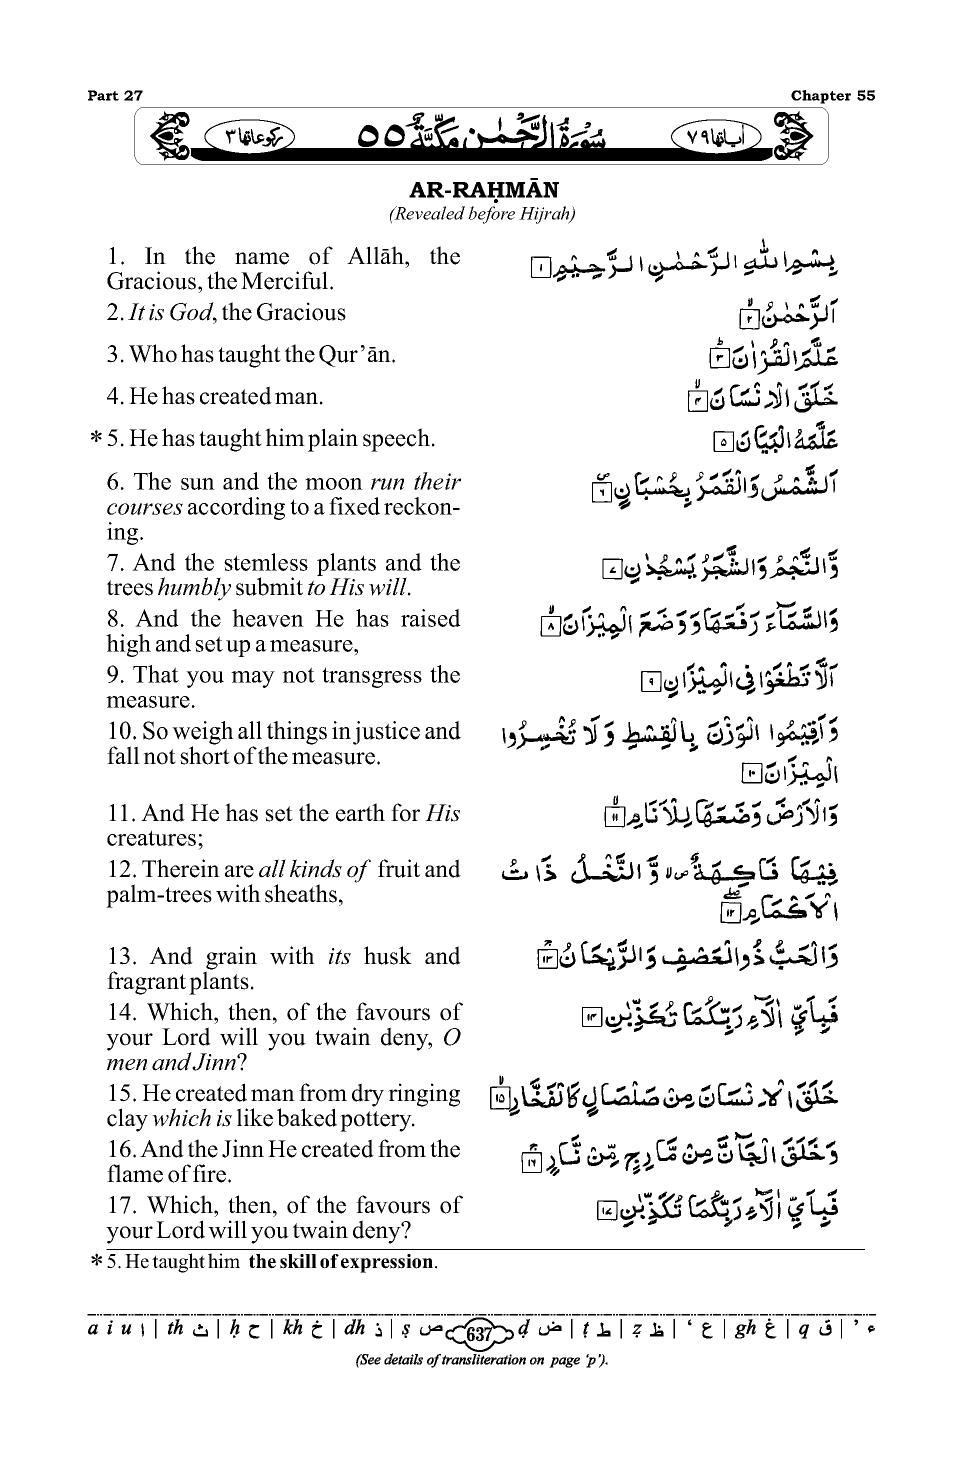 Part 27 Chapter 55
اٰیاتها ٧٩ سُوْرَةُ الرَّحْمٰنِ مَكِّيَّةٌ ٥٥ رکوعاتها ٣
AR-RAḤMĀN
(Revealed before Hijrah)
1. In the name of Allāh, the
Gracious, the Merciful.
بِسْمِ اللّٰهِ الرَّحْمٰنِ الرَّحِيْمِ ١
2. It is God, the Gracious
اَلرَّحْمٰنُۙ ٢
3. Who has taught the Qur’ān.
عَلَّمَ الْقُرْاٰنَؕ ٣
4. He has created man.
خَلَقَ الْاِنْسَانَۙ ٤
* 5. He has taught him plain speech.
عَلَّمَهُ الْبَيَانَ ٥
6. The sun and the moon run their
courses according to a fixed reckon-
ing.
اَلشَّمْسُ وَالْقَمَرُ بِحُسْبَانٍ ٦
7. And the stemless plants and the
trees humbly submit to His will.
وَّالنَّجْمُ وَالشَّجَرُ يَسْجُدٰنِ ٧
8. And the heaven He has raised
high and set up a measure,
وَالسَّمَآءَ رَفَعَهَا وَوَضَعَ الْمِيْزَانَۙ ٨
9. That you may not transgress the
measure.
اَلَّا تَطْغَوْا فِى الْمِيْزَانِ ٩
10. So weigh all things in justice and
fall not short of the measure.
وَاَقِيْمُوا الْوَزْنَ بِالْقِسْطِ وَلَا تُخْسِرُوا
الْمِيْزَانَ ١٠
11. And He has set the earth for His
creatures;
وَالْاَرْضَ وَضَعَهَا لِلْاَنَامِۙ ١١
12. Therein are all kinds of fruit and
palm-trees with sheaths,
فِيْهَا فَاكِهَةٌ ۪ۙ وَّالنَّخْلُ ذَاتُ
الْاَكْمَامِ ١٢
13. And grain with its husk and
fragrant plants.
وَالْحَبُّ ذُوالْعَصْفِ وَالرَّيْحَانُۚ ١٣
14. Which, then, of the favours of
your Lord will you twain deny, O
men and Jinn?
فَبِاَيِّ اٰلَآءِ رَبِّكُمَا تُكَذِّبٰنِ ١٤
15. He created man from dry ringing
clay which is like baked pottery.
خَلَقَ الْاِنْسَانَ مِنْ صَلْصَالٍ كَالْفَخَّارِۙ ١٥
16. And the Jinn He created from the
flame of fire.
وَخَلَقَ الْجَآنَّ مِنْ مَّارِجٍ مِّنْ نَّارٍۚ ١٦
17. Which, then, of the favours of
your Lord will you twain deny?
فَبِاَيِّ اٰلَآءِ رَبِّكُمَا تُكَذِّبٰنِ ١٧
* 5. He taught him the skill of expression.
a i u ا | th ث | ḥ ح | kh خ | dh ذ | ṣ ص 637 ḍ ض | ṭ ط | ẓ ظ | ‘ ع | gh غ | q ق | ’ ء
(See details of transliteration on page ‘p’).